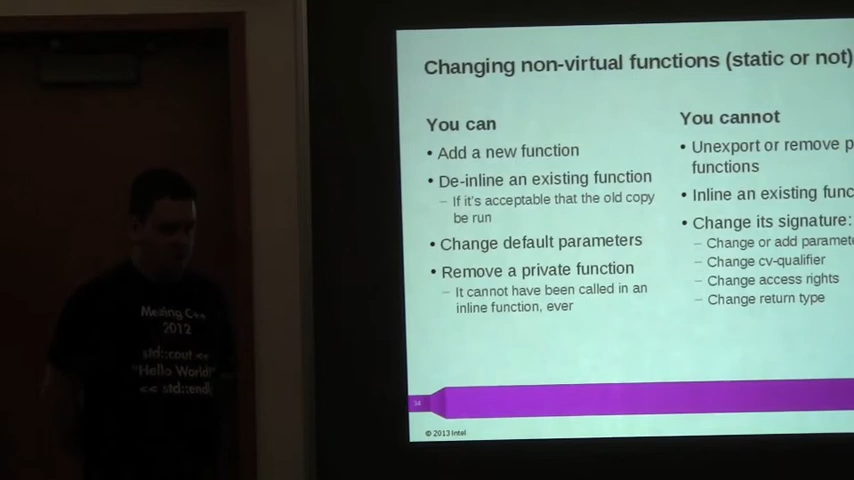 Changing non-virtual functions (static or not)
You can
• Add a new function
• De-inline an existing function
– If it's acceptable that the old copy
be run
• Change default parameters
• Remove a private function
– It cannot have been called in an
inline function, ever
You cannot
• Unexport or remove p
functions
• Inline an existing func
• Change its signature:
– Change or add paramete
– Change cv-qualifier
– Change access rights
– Change return type
14
© 2013 Intel
Meeting C++
2012
std::cout <<
"Hello World!"
<< std::endl